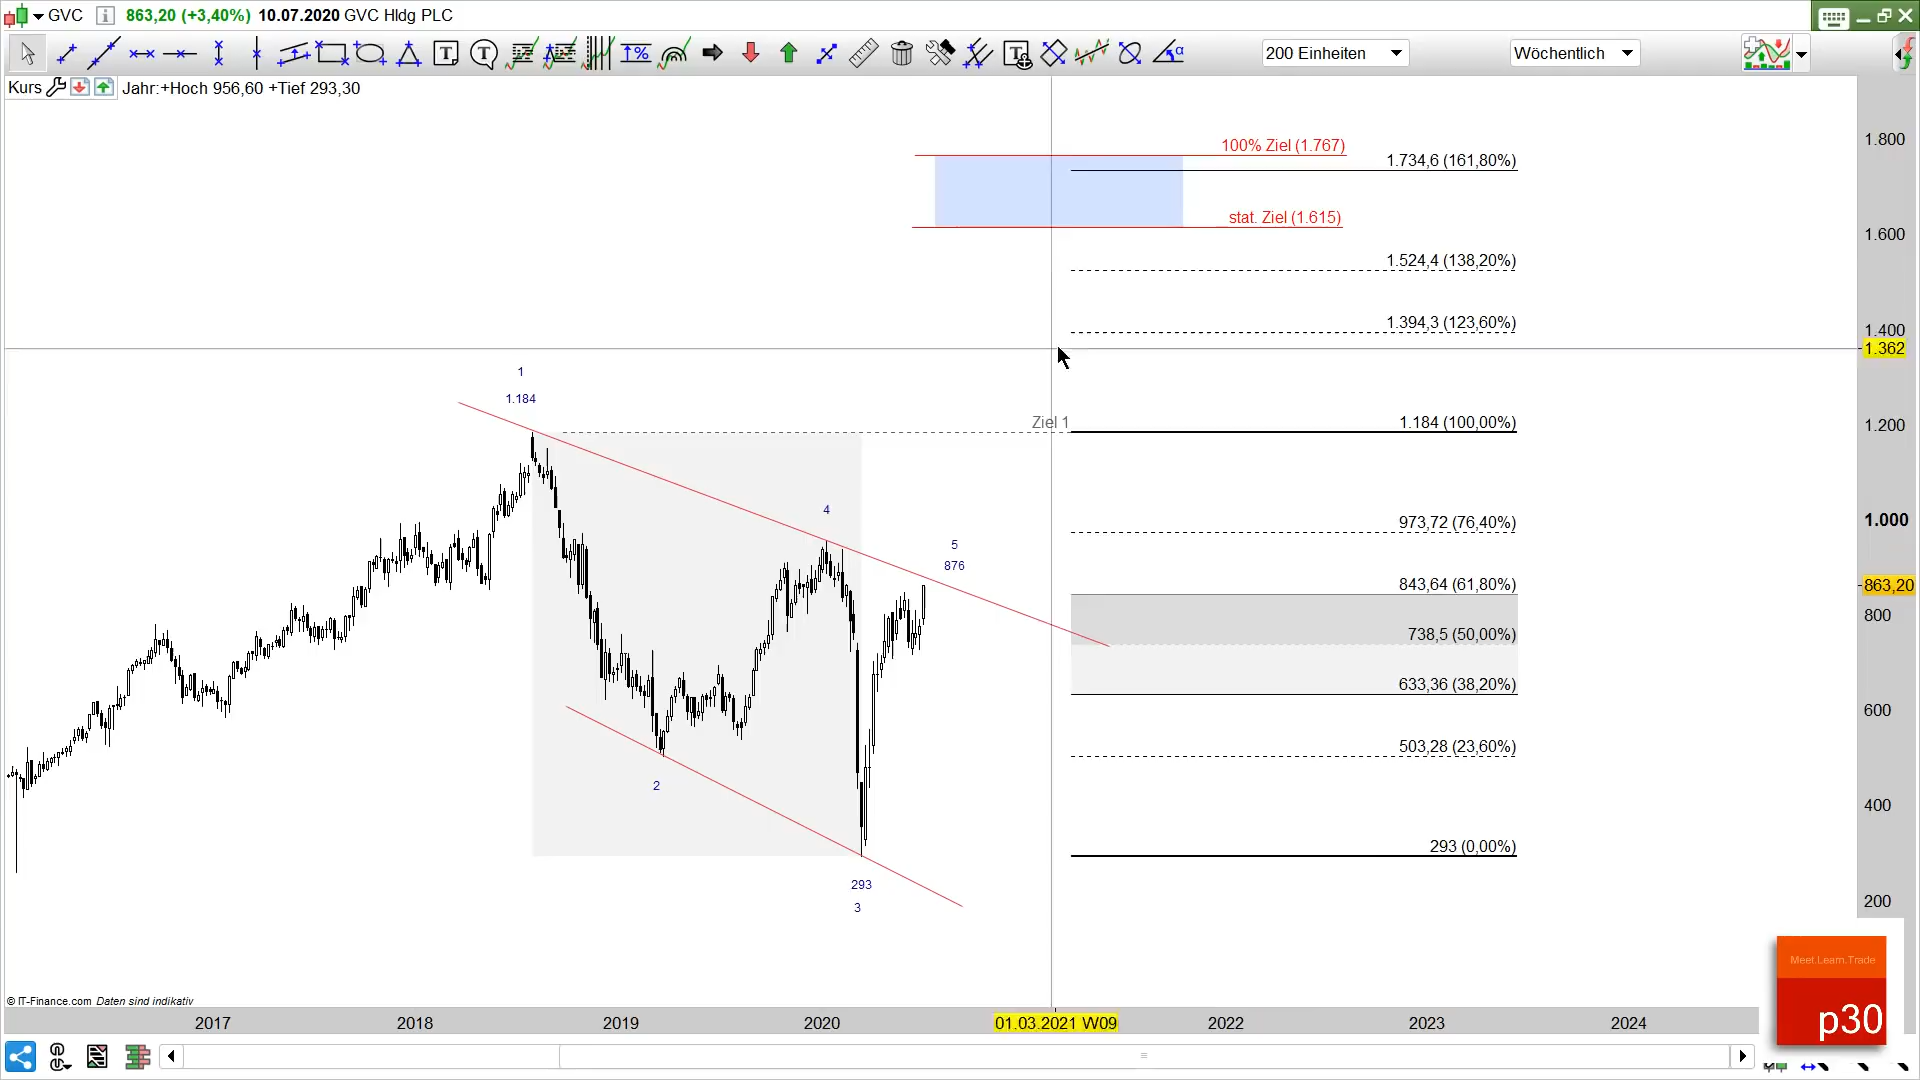 GVC 863,20 (+3,40%) 10.07.2020 GVC Hldg PLC
200 Einheiten
Wöchentlich
Kurs Jahr:+Hoch 956,60 +Tief 293,30
100% Ziel (1.767)
1.734,6 (161,80%)
stat. Ziel (1.615)
1.524,4 (138,20%)
1.394,3 (123,60%)
1
1.184
Ziel 1
1.184 (100,00%)
4
973,72 (76,40%)
5
876
843,64 (61,80%)
738,5 (50,00%)
633,36 (38,20%)
503,28 (23,60%)
2
293 (0,00%)
293
3
1.800
1.600
1.400
1.362
1.200
1.000
863,20
800
600
400
200
Meet.Learn.Trade
p30
© IT-Finance.com Daten sind indikativ
2017 2018 2019 2020 01.03.2021 W09 2022 2023 2024